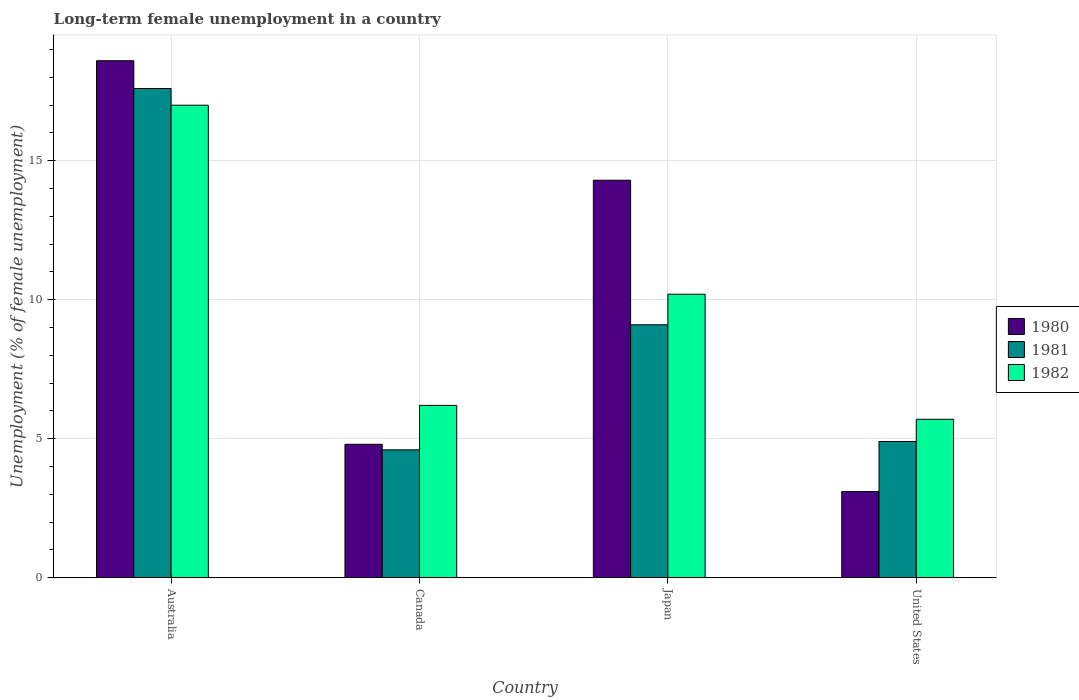 Long-term female unemployment in a country
Unemployment (% of female unemployment)
0
5
10
15
Australia
Canada
Japan
United States
Country
1980
1981
1982